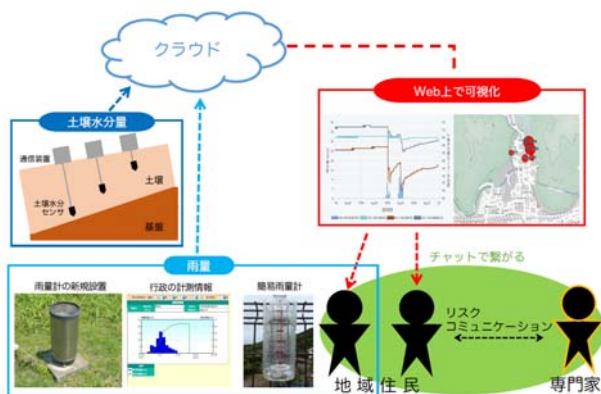 クラウド
Web上で可視化
土壌水分量
通信装置
土壌
土壌水分
センサ
基盤
チャットで繋がる
雨量
雨量計の新規設置
行政の計測情報
簡易雨量計
リスク
コミュニケーション
地域住民
専門家